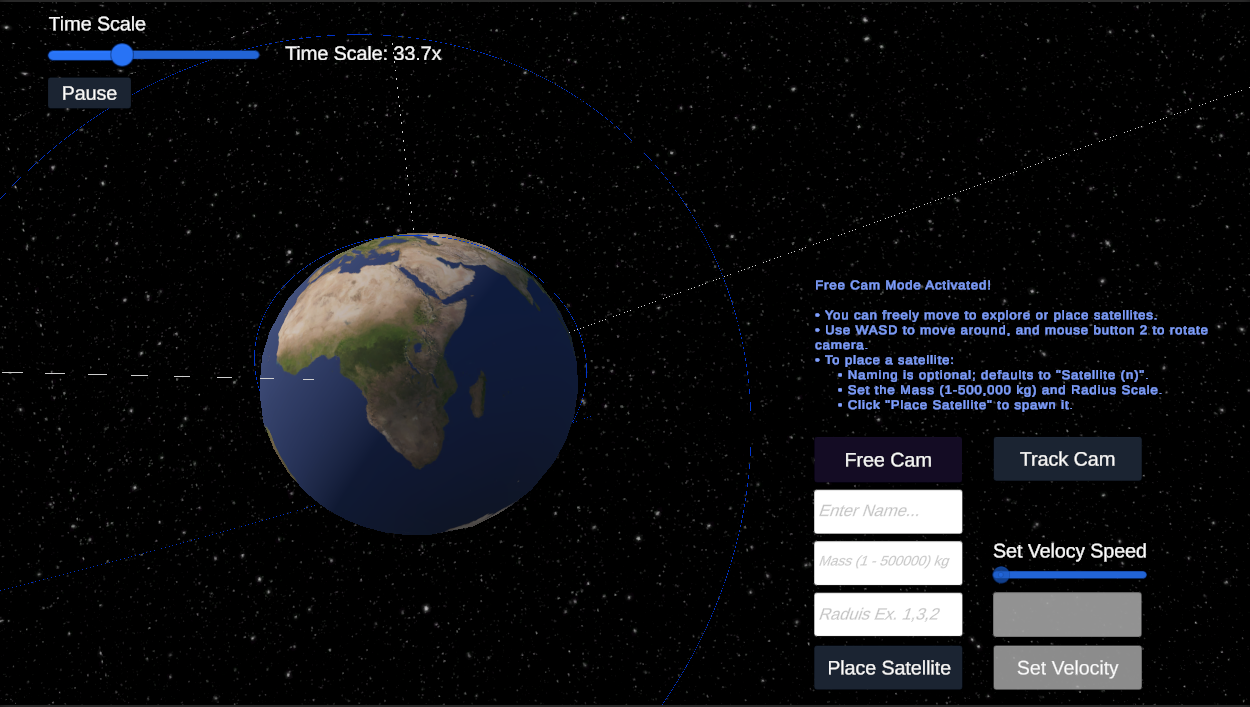 Time Scale
Time Scale: 33.7x
Pause
Free Cam Mode Activated!
• You can freely move to explore or place satellites.
• Use WASD to move around, and mouse button 2 to rotate
camera.
• To place a satellite:
• Naming is optional; defaults to "Satellite (n)".
• Set the Mass (1-500,000 kg) and Radius Scale.
• Click "Place Satellite" to spawn it.
Free Cam
Track Cam
Enter Name...
Mass (1 - 500000) kg
Set Velocy Speed
Raduis Ex. 1,3,2
Place Satellite
Set Velocity